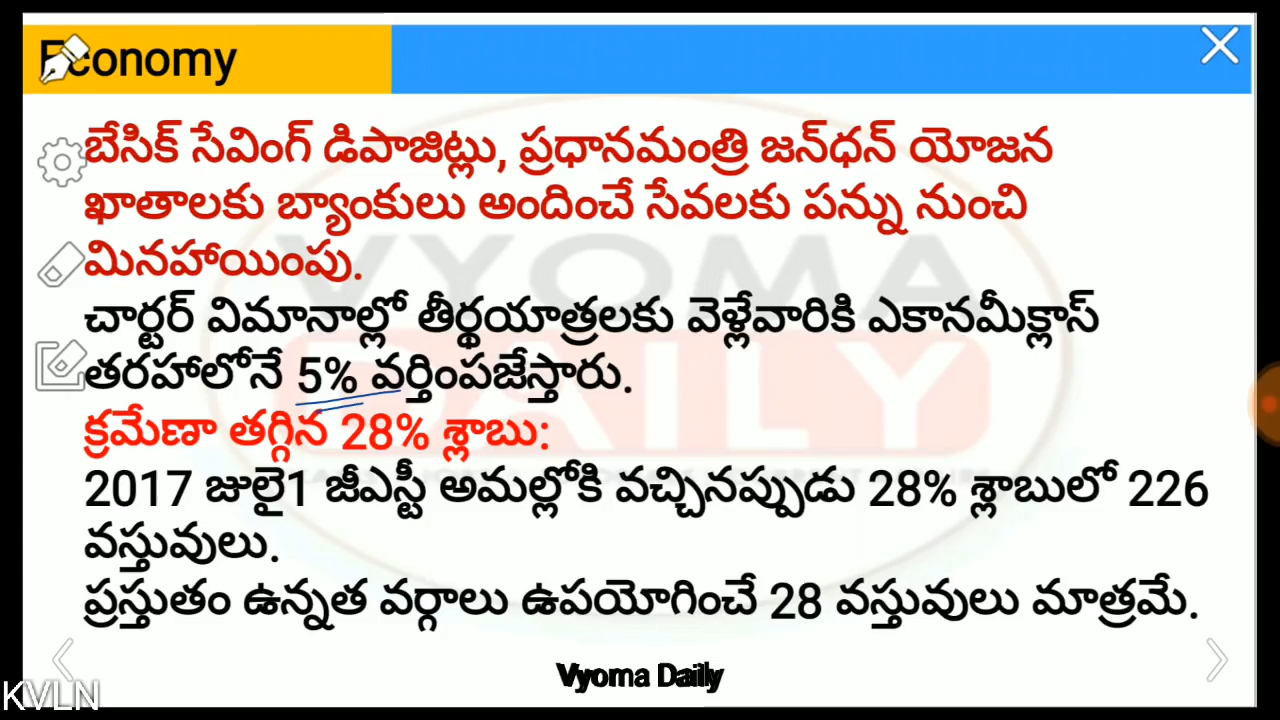 Economy
బేసిక్ సేవింగ్ డిపాజిట్లు, ప్రధానమంత్రి జన్‌ధన్ యోజన
ఖాతాలకు బ్యాంకులు అందించే సేవలకు పన్ను నుంచి
మినహాయింపు.
చార్టర్ విమానాల్లో తీర్థయాత్రలకు వెళ్లేవారికి ఎకానమీక్లాస్
తరహాలోనే 5% వర్తింపజేస్తారు.
క్రమేణా తగ్గిన 28% శ్లాబు:
2017 జులై1 జీఎస్టీ అమల్లోకి వచ్చినప్పుడు 28% శ్లాబులో 226
వస్తువులు.
ప్రస్తుతం ఉన్నత వర్గాలు ఉపయోగించే 28 వస్తువులు మాత్రమే.
Vyoma Daily
KVLN
VYOMA
DAILY